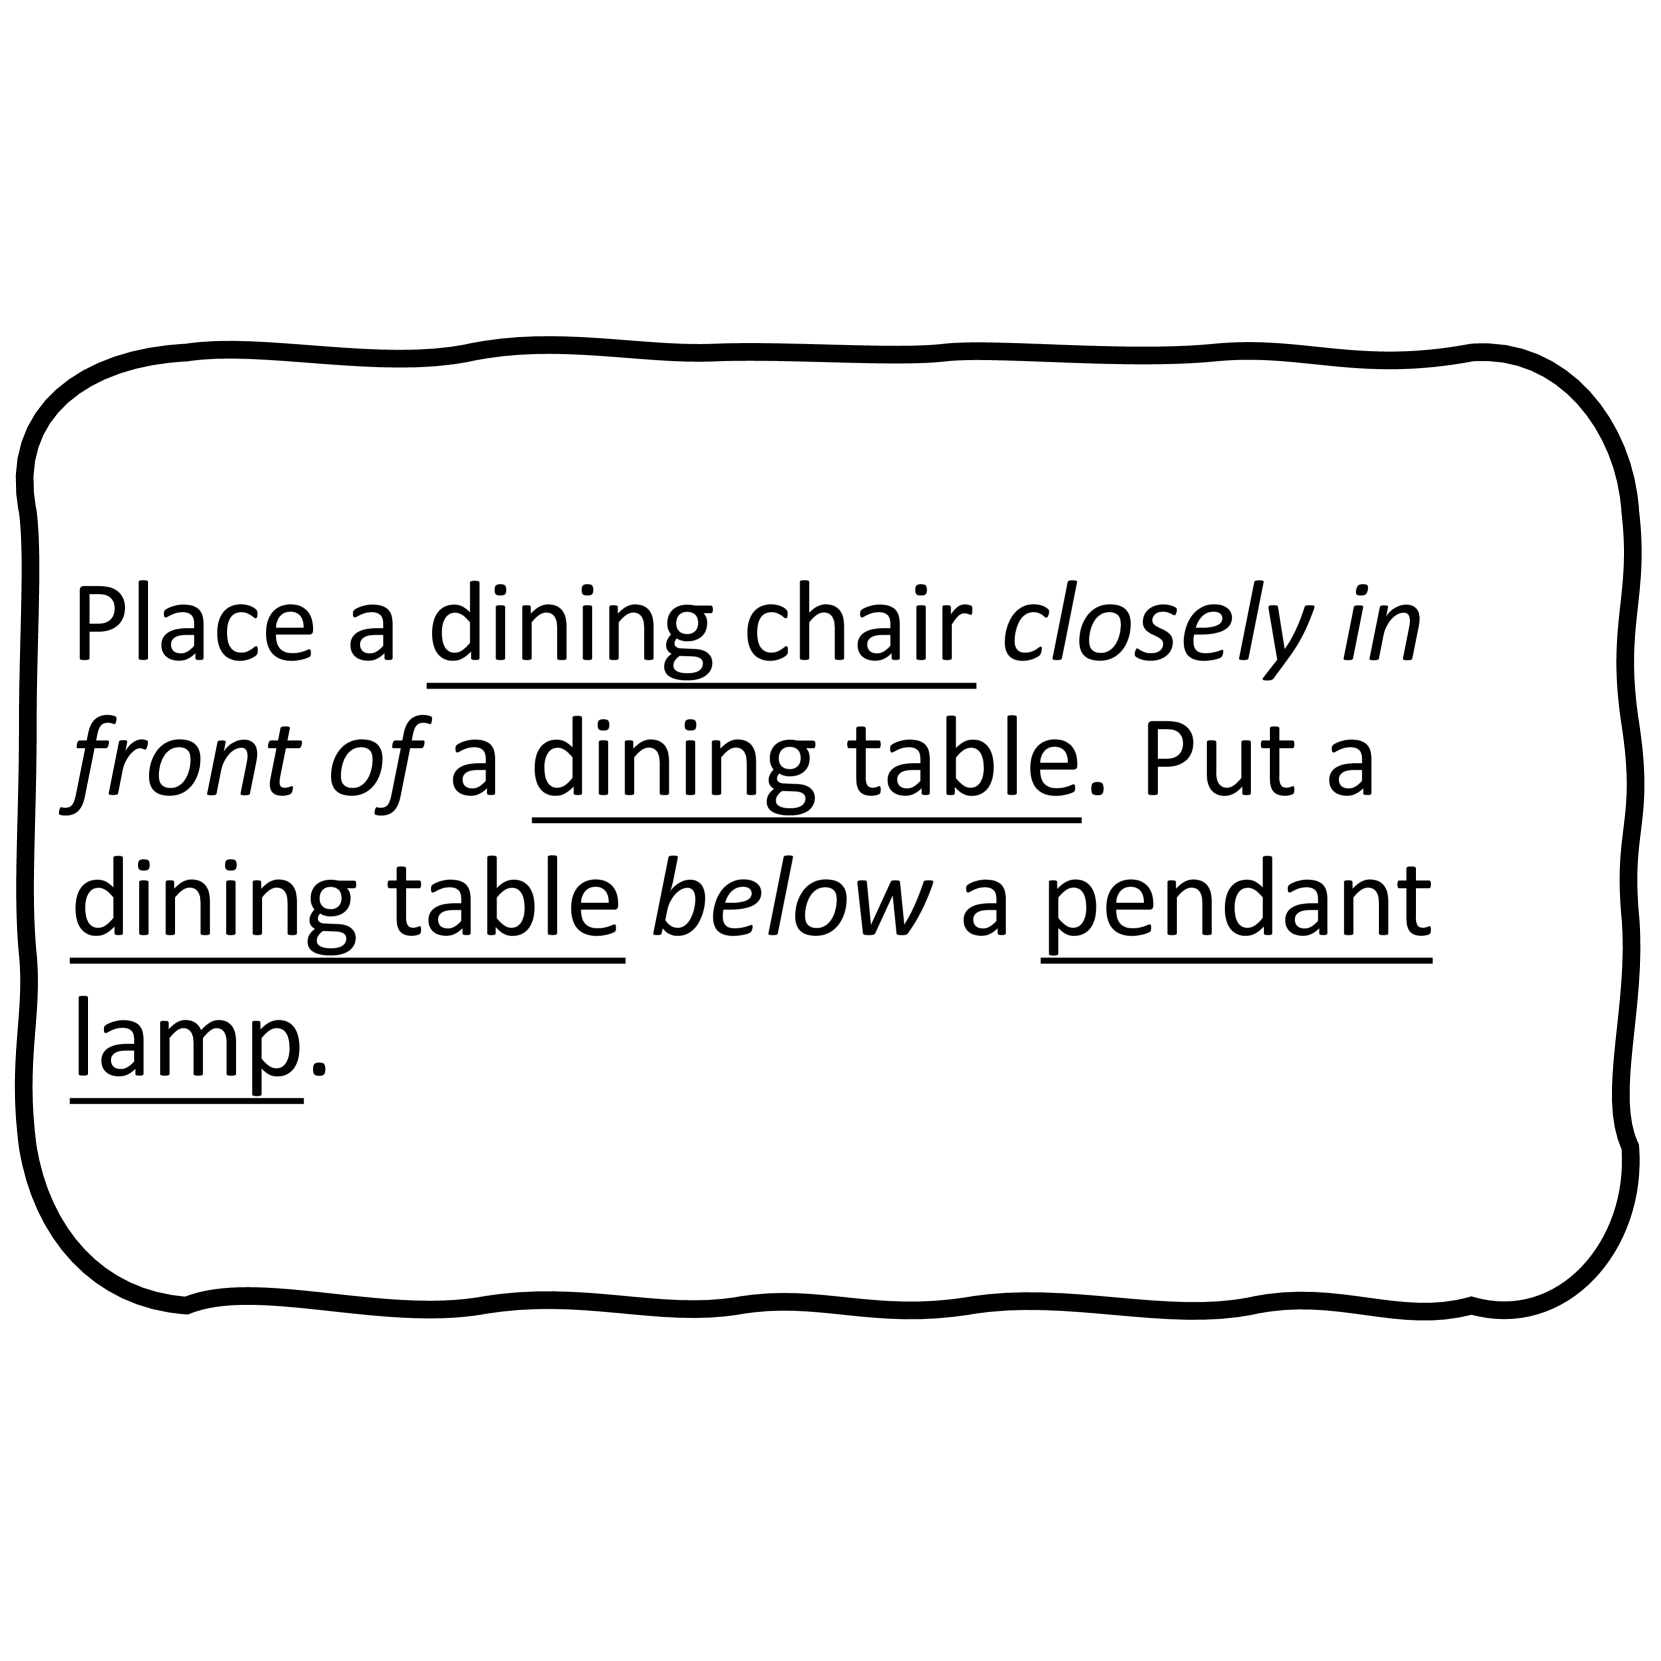 Place a dining chair closely in
front of a dining table. Put a
dining table below a pendant
lamp.